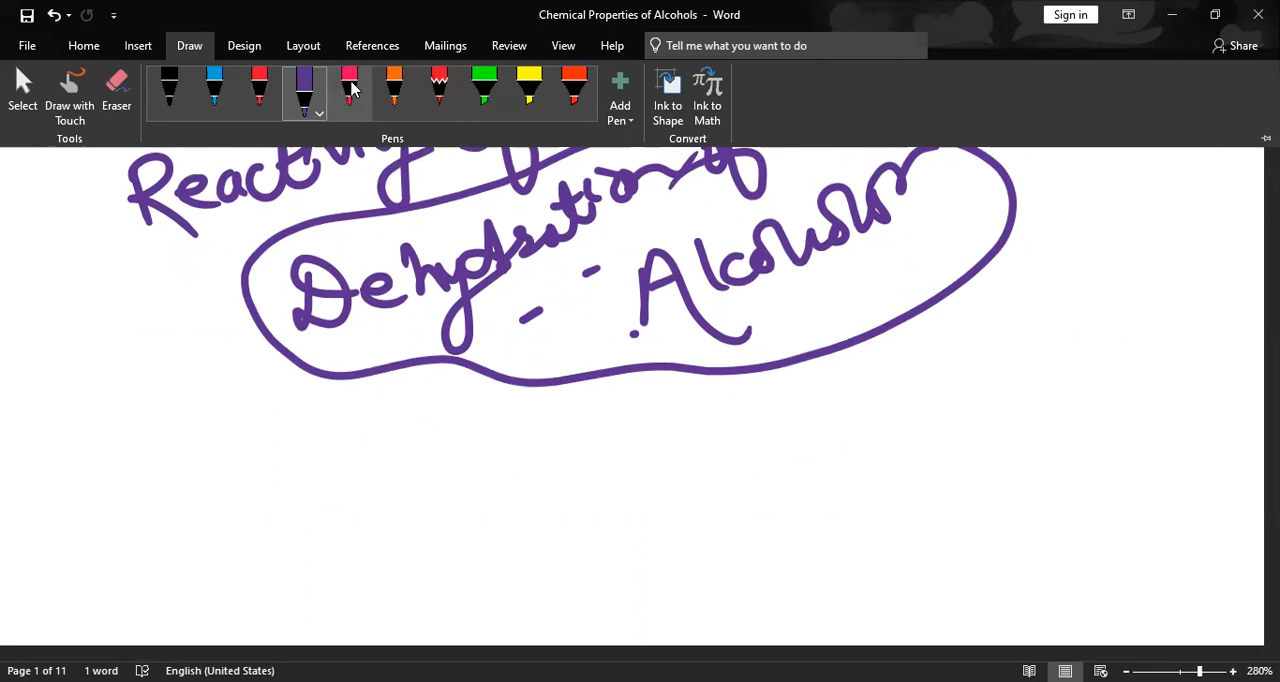 Chemical Properties of Alcohols - Word
Sign in
File Home Insert Draw Design Layout References Mailings Review View Help Tell me what you want to do Share
Select Draw with Touch Eraser Add Pen Ink to Shape Ink to Math
Tools Pens Convert
Dehydration of
Alcohol
Page 1 of 11 1 word English (United States) 280%